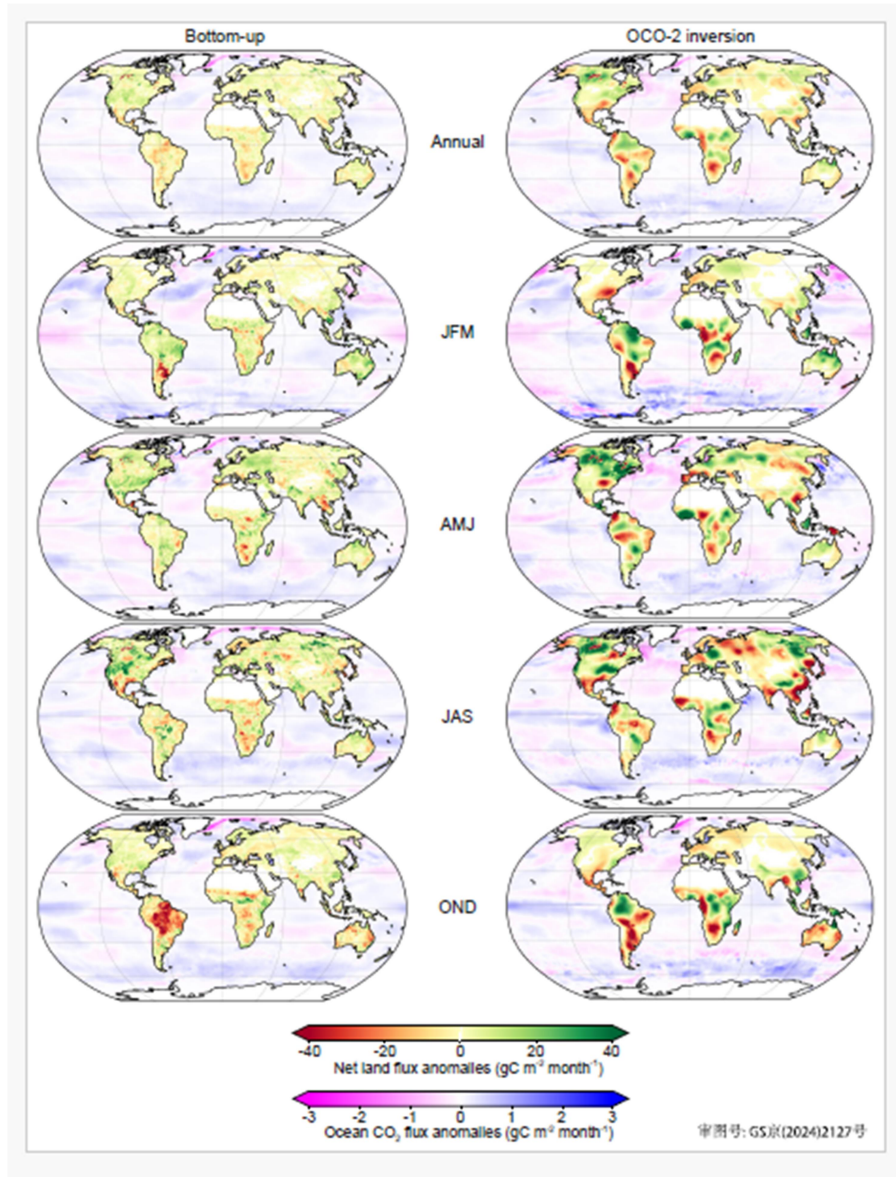 Bottom-up OCO-2 inversion
Annual
JFM
AMJ
JAS
OND
-40 -20 0 20 40
Net land flux anomalies (gC m⁻² month⁻¹)
-3 -2 -1 0 1 2 3
Ocean CO₂ flux anomalies (gC m⁻² month⁻¹)
审图号: GS京(2024)2127号